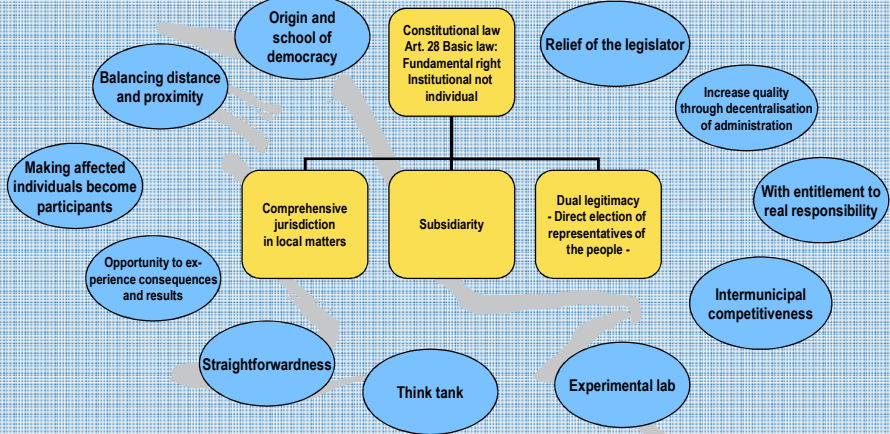 Origin and
school of
democracy
Constitutional law
Art. 28 Basic law:
Fundamental right
Institutional not
individual
Relief of the legislator
Balancing distance
and proximity
Increase quality
through decentralisation
of administration
Making affected
individuals become
participants
Comprehensive
jurisdiction
in local matters
Subsidiarity
Dual legitimacy
- Direct election of
representatives of
the people -
With entitlement to
real responsibility
Opportunity to ex-
perience consequences
and results
Intermunicipal
competitiveness
Straightforwardness
Think tank
Experimental lab